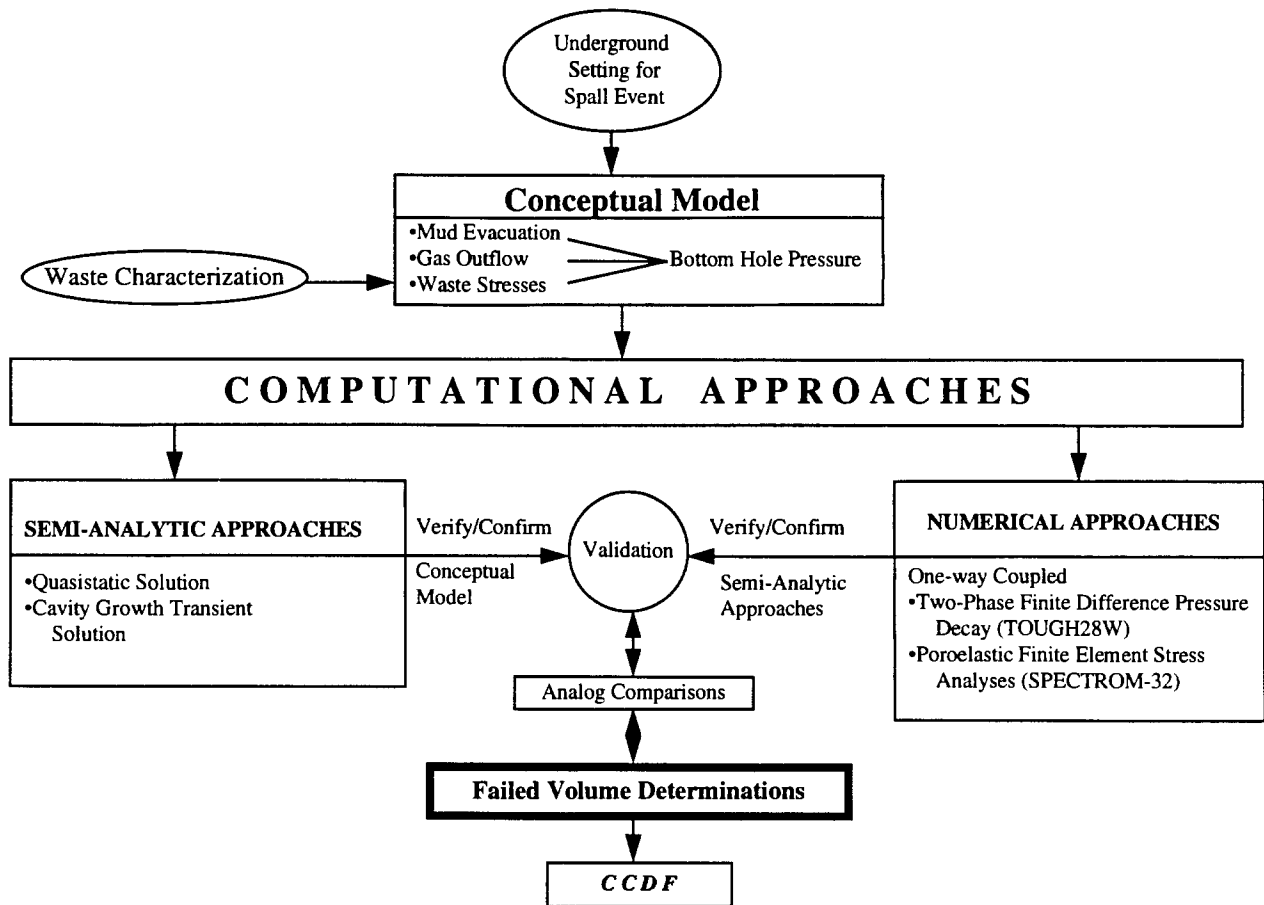 Underground
Setting for
Spall Event
Conceptual Model
•Mud Evacuation
•Gas Outflow
•Waste Stresses
Bottom Hole Pressure
Waste Characterization
COMPUTATIONAL APPROACHES
SEMI-ANALYTIC APPROACHES
•Quasistatic Solution
•Cavity Growth Transient
Solution
Verify/Confirm
Conceptual
Model
Validation
Verify/Confirm
Semi-Analytic
Approaches
NUMERICAL APPROACHES
One-way Coupled
•Two-Phase Finite Difference Pressure
Decay (TOUGH28W)
•Poroelastic Finite Element Stress
Analyses (SPECTROM-32)
Analog Comparisons
Failed Volume Determinations
CCDF